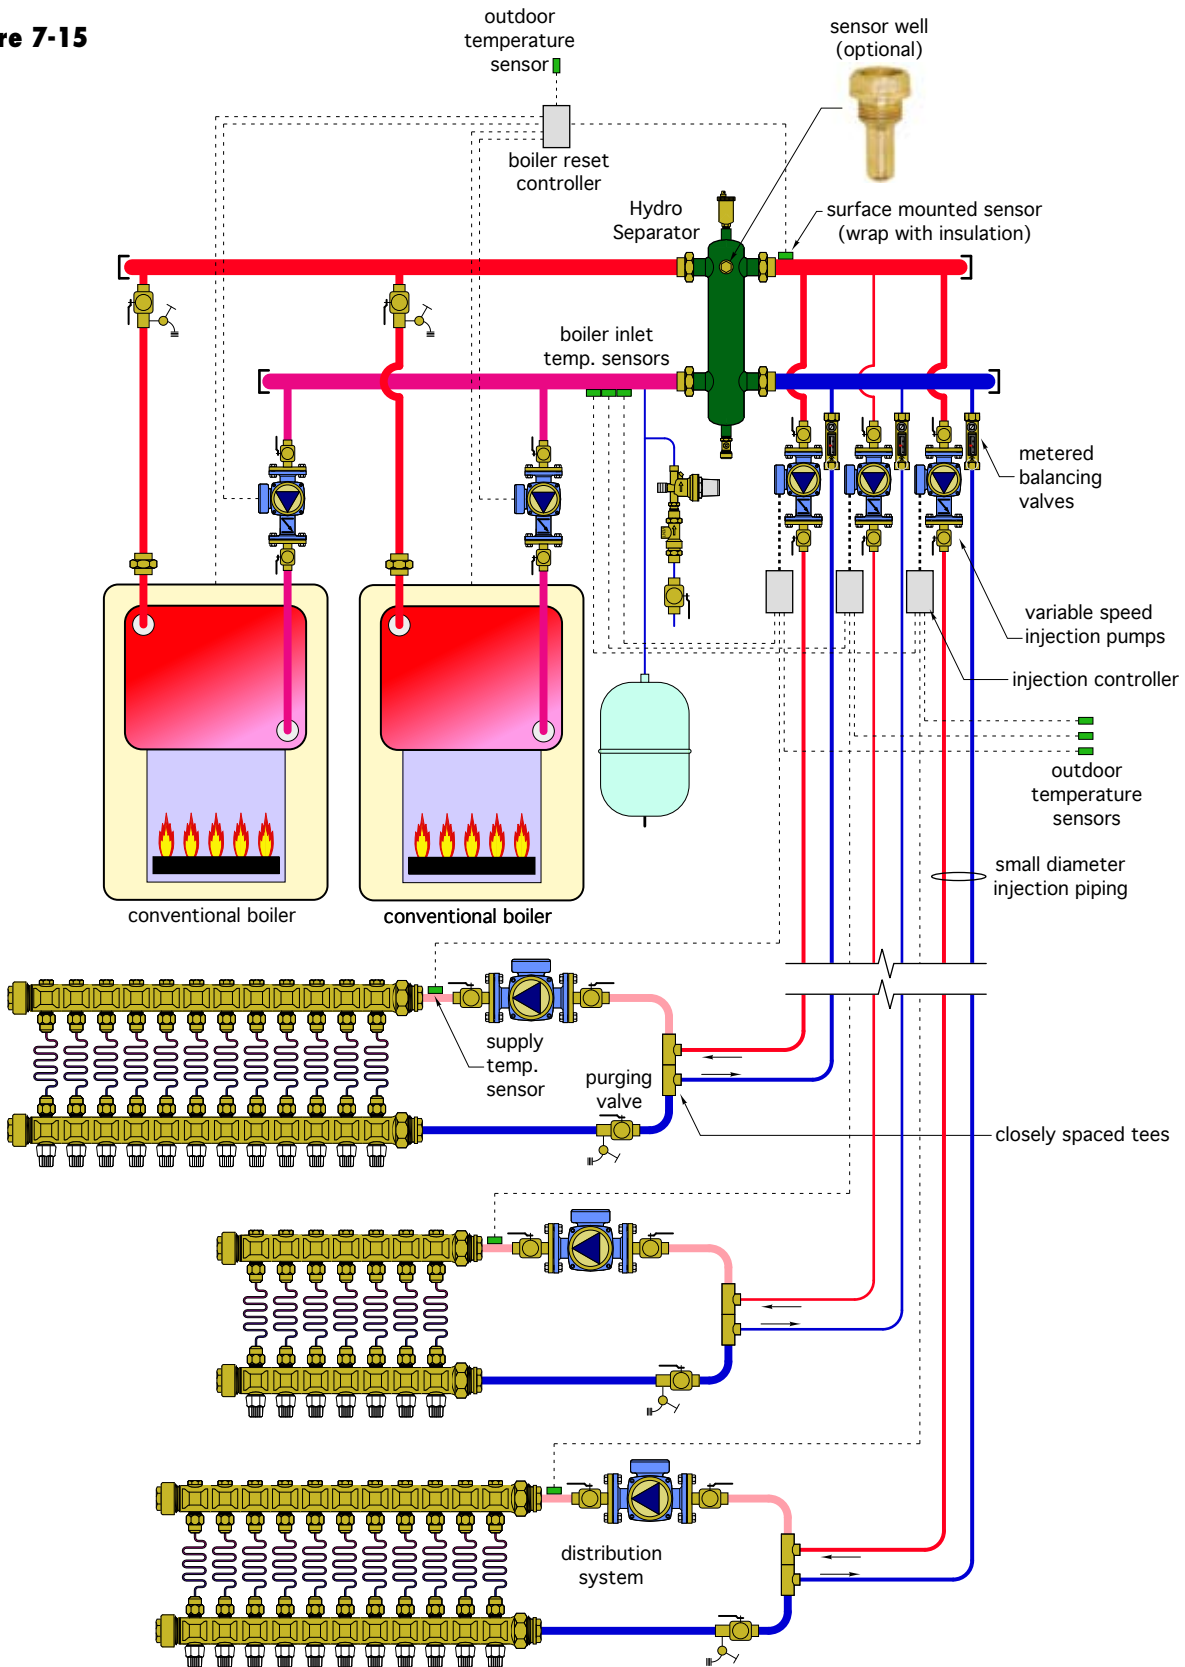 re 7-15
outdoor
temperature
sensor
sensor well
(optional)
boiler reset
controller
Hydro
Separator
surface mounted sensor
(wrap with insulation)
boiler inlet
temp. sensors
metered
balancing
valves
variable speed
injection pumps
injection controller
outdoor
temperature
sensors
small diameter
injection piping
conventional boiler
conventional boiler
supply
temp.
sensor
purging
valve
closely spaced tees
distribution
system